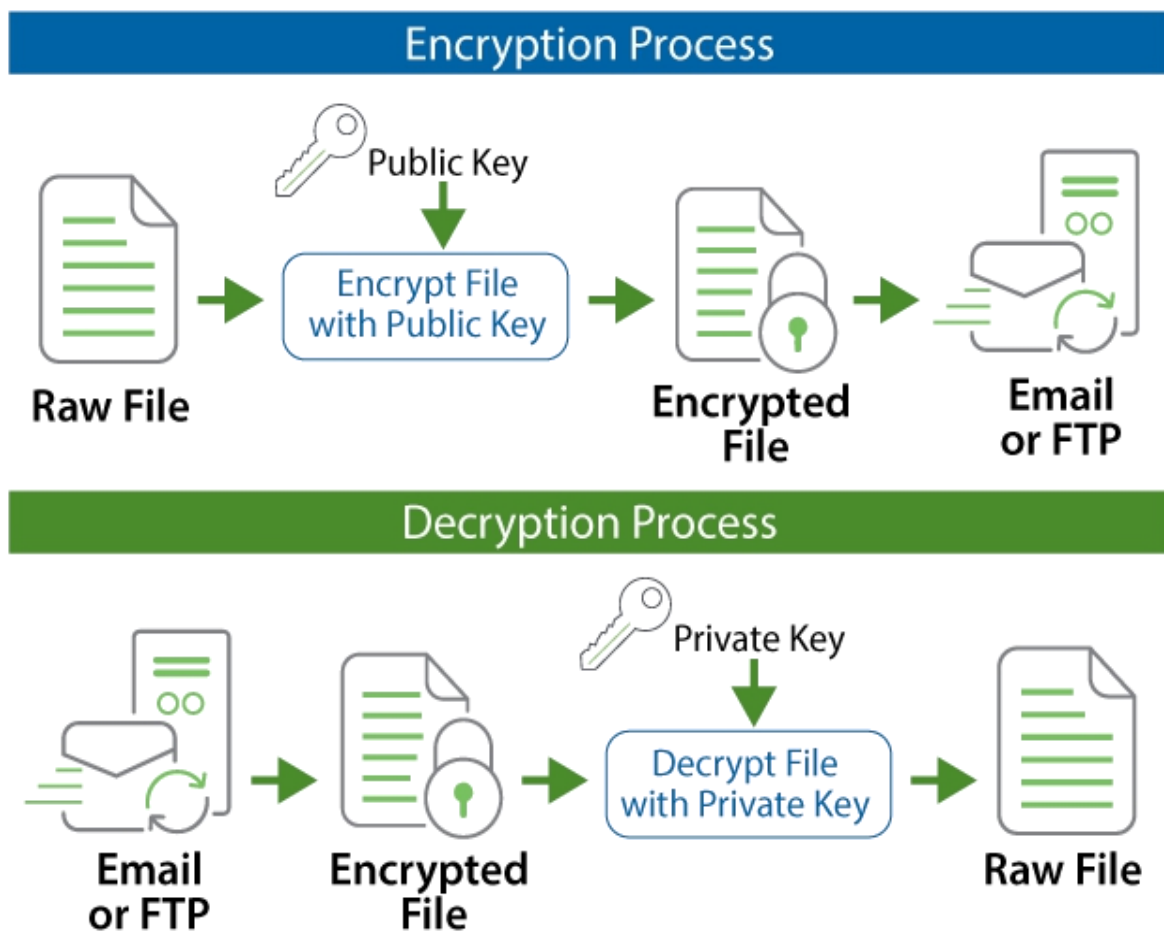 Encryption Process
Public Key
Encrypt File
with Public Key
Raw File
Encrypted
File
Email
or FTP
Decryption Process
Private Key
Decrypt File
with Private Key
Email
or FTP
Encrypted
File
Raw File